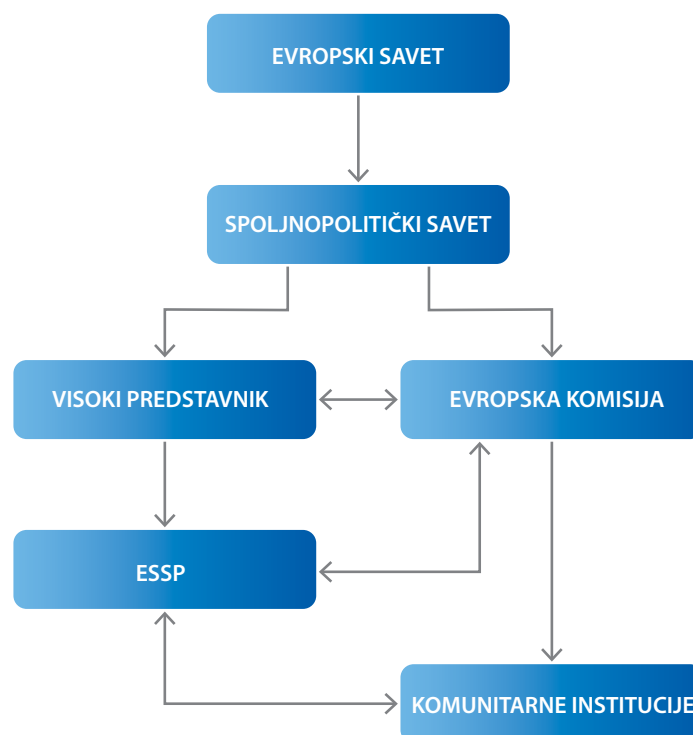 EVROPSKI SAVET
SPOLJNOPOLITIČKI SAVET
VISOKI PREDSTAVNIK
EVROPSKA KOMISIJA
ESSP
KOMUNITARNE INSTITUCIJE